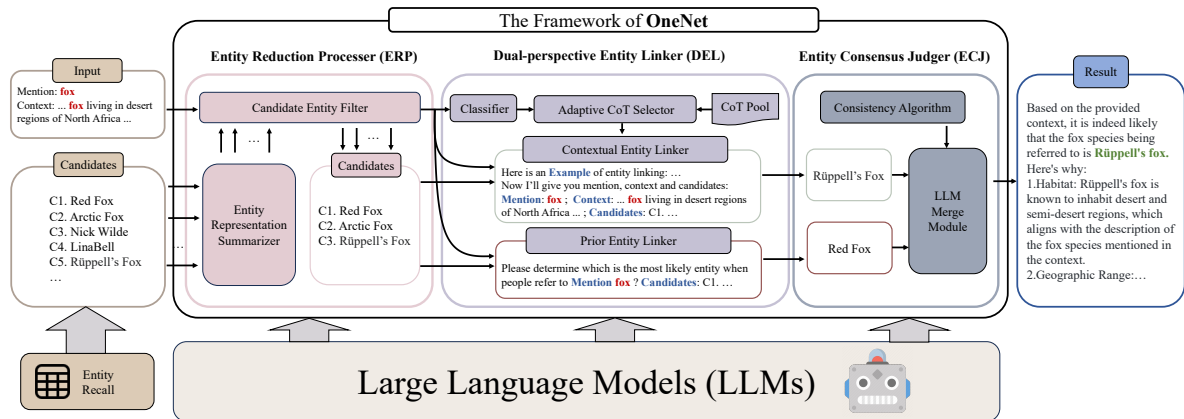 The Framework of OneNet
Input
Mention: fox
Context: ... fox living in desert
regions of North Africa ...
Candidates
C1. Red Fox
C2. Arctic Fox
C3. Nick Wilde
C4. LinaBell
C5. Rüppell's Fox
…
Entity
Recall
Entity Reduction Processer (ERP)
Candidate Entity Filter
...
...
...
Entity
Representation
Summarizer
Candidates
C1. Red Fox
C2. Arctic Fox
C3. Rüppell's Fox
Dual-perspective Entity Linker (DEL)
Classifier
Adaptive CoT Selector
CoT Pool
Contextual Entity Linker
Here is an Example of entity linking: …
Now I'll give you mention, context and candidates:
Mention: fox ; Context: ... fox living in desert regions
of North Africa ... ; Candidates: C1. …
Prior Entity Linker
Please determine which is the most likely entity when
people refer to Mention fox ? Candidates: C1. …
Entity Consensus Judger (ECJ)
Consistency Algorithm
Rüppell's Fox
Red Fox
LLM
Merge
Module
Result
Based on the provided
context, it is indeed likely
that the fox species being
referred to is Rüppell's fox.
Here's why:
1.Habitat: Rüppell's fox is
known to inhabit desert and
semi-desert regions, which
aligns with the description of
the fox species mentioned in
the context.
2.Geographic Range:…
Large Language Models (LLMs)